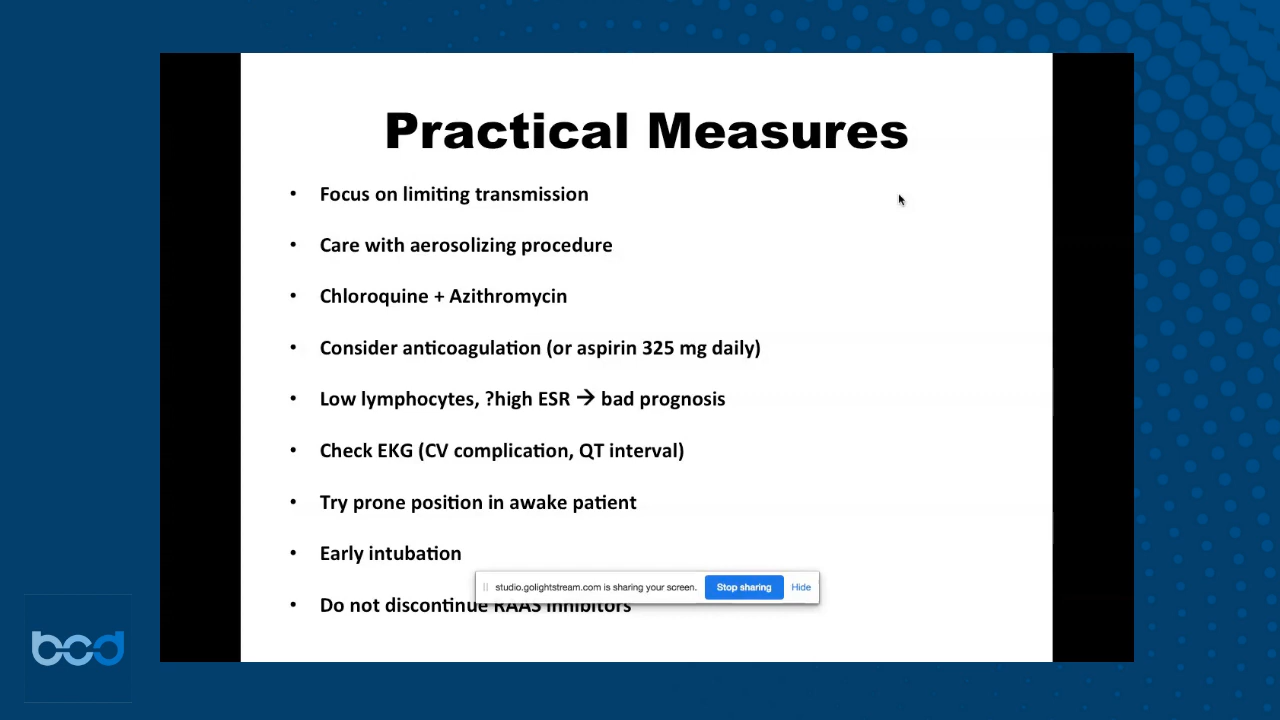 Practical Measures
• Focus on limiting transmission
• Care with aerosolizing procedure
• Chloroquine + Azithromycin
• Consider anticoagulation (or aspirin 325 mg daily)
• Low lymphocytes, ?high ESR → bad prognosis
• Check EKG (CV complication, QT interval)
• Try prone position in awake patient
• Early intubation
studio.golightstream.com is sharing your screen. Stop sharing Hide
• Do not discontinue RAAS inhibitors
bcd